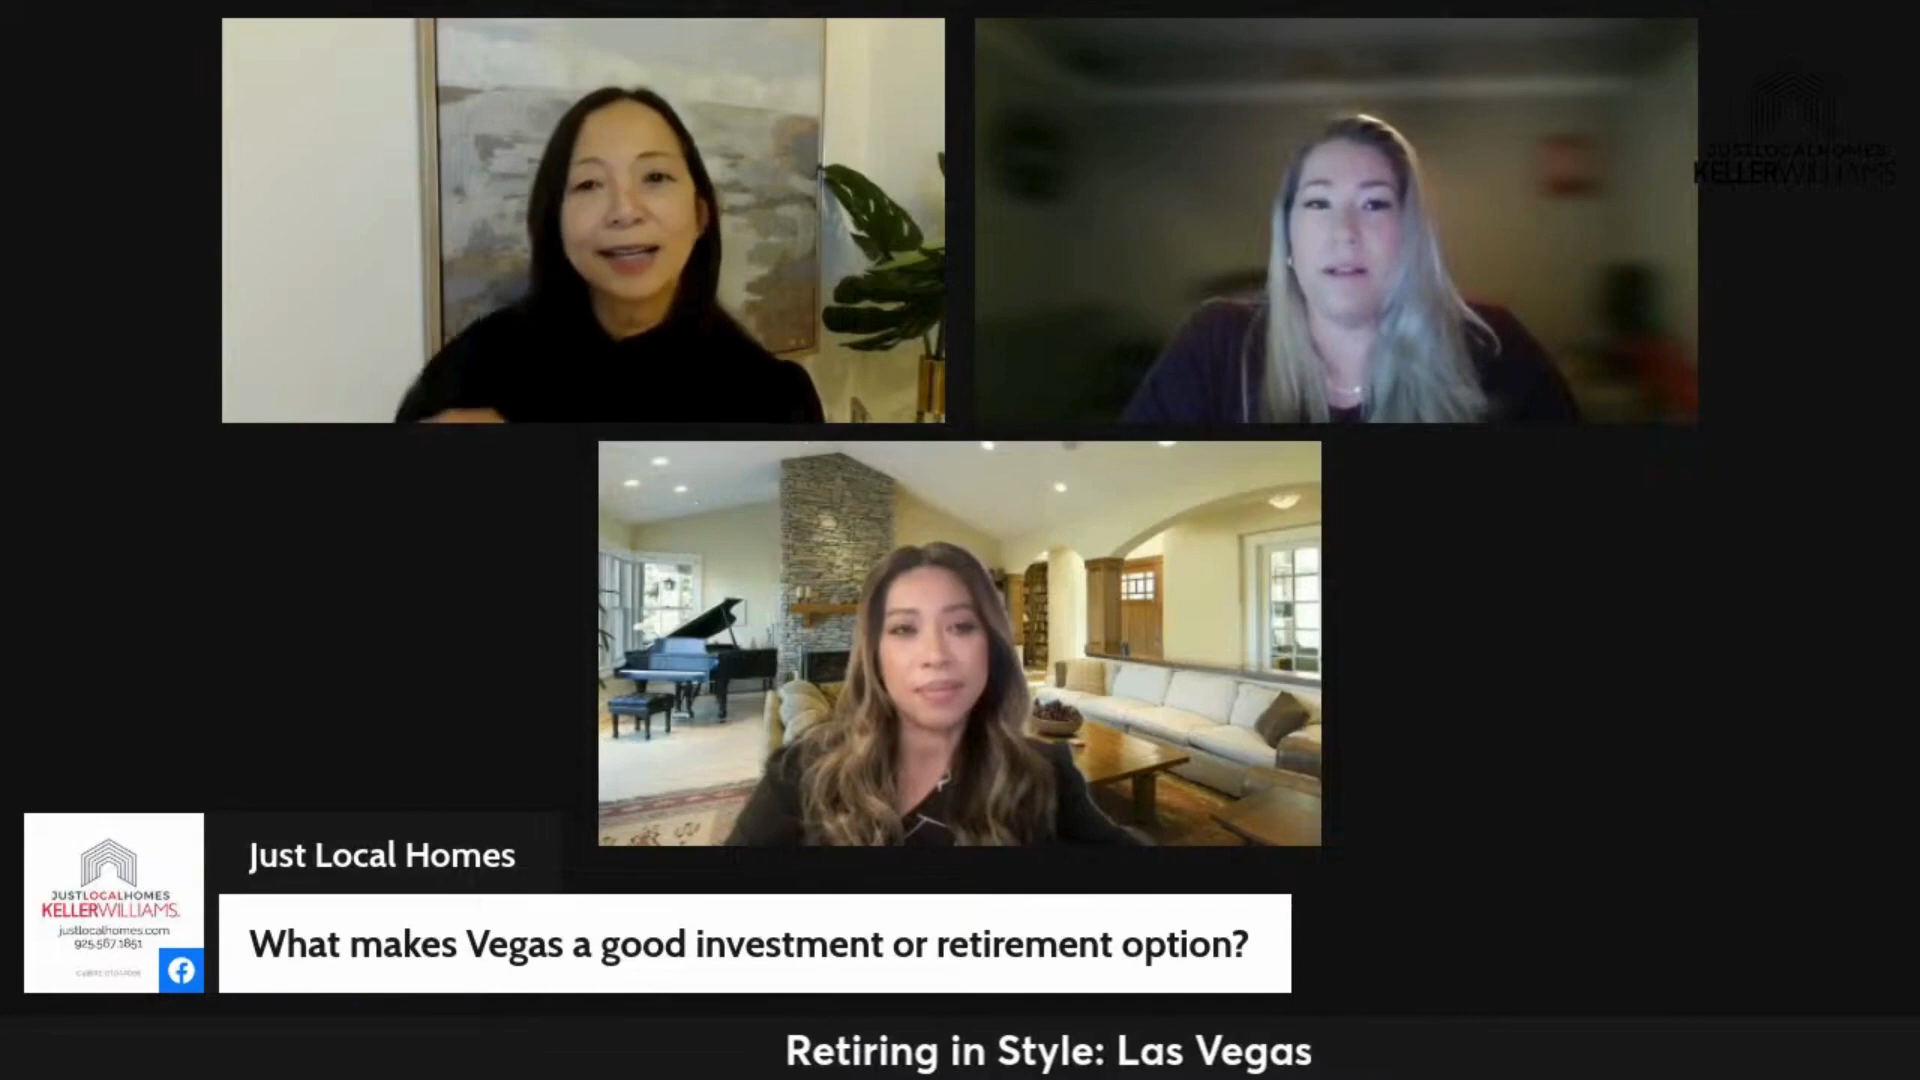 JUSTLOCALHOMES
KELLERWILLIAMS
Just Local Homes
JUSTLOCALHOMES
KELLERWILLIAMS.
justlocalhomes.com
925.567.1851
What makes Vegas a good investment or retirement option?
Retiring in Style: Las Vegas